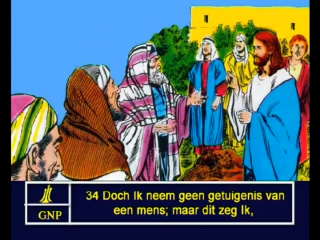 34 Doch Ik neem geen getuigenis van
een mens; maar dit zeg Ik,
GNP